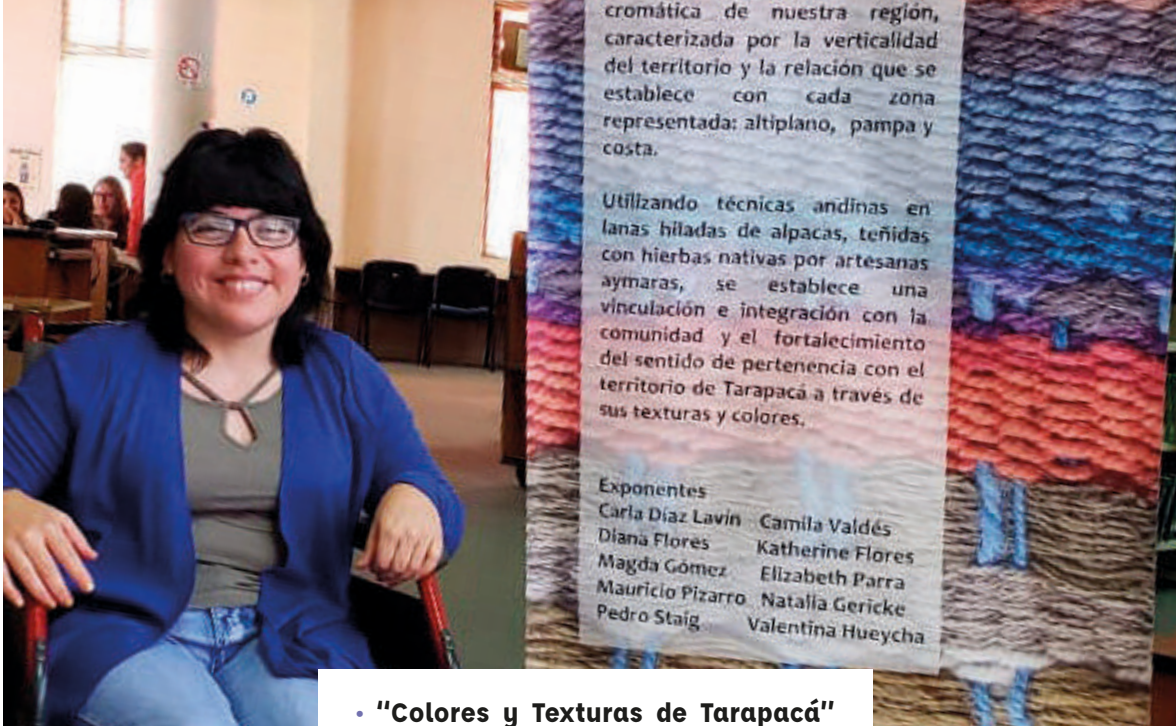 cromática de nuestra región,
caracterizada por la verticalidad
del territorio y la relación que se
establece con cada zona
representada: altiplano, pampa y
costa.
Utilizando técnicas andinas en
lanas hiladas de alpacas, teñidas
con hierbas nativas por artesanas
aymaras, se establece una
vinculación e integración con la
comunidad y el fortalecimiento
del sentido de pertenencia con el
territorio de Tarapacá a través de
sus texturas y colores.
Exponentes
Carla Díaz Lavín Camila Valdés
Diana Flores Katherine Flores
Magda Gómez Elizabeth Parra
Mauricio Pizarro Natalia Gericke
Pedro Staig Valentina Hueycha
• "Colores y Texturas de Tarapacá"